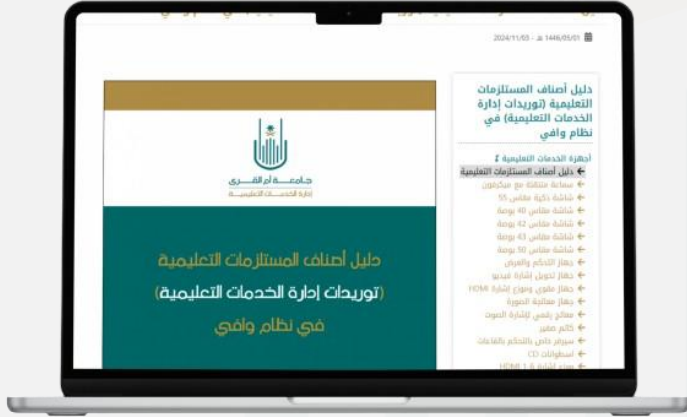 1446/05/01 هـ - 2024/11/03
دليل أصناف المستلزمات
التعليمية (توريدات إدارة
الخدمات التعليمية) في
نظام وافي
أجهزة الخدمات التعليمية
دليل أصناف المستلزمات التعليمية
سماعة متنقلة مع ميكرفون
شاشة ذكية مقاس 55
شاشة مقاس 40 بوصة
شاشة مقاس 42 بوصة
شاشة مقاس 43 بوصة
شاشة مقاس 50 بوصة
جهاز التحكم والعرض
جهاز تحويل إشارة فيديو
جهاز مقوي وموزع إشارة HDMI
جهاز معالجة الصورة
معالج رقمي لإشارة الصوت
كاتم صفير
سيرفر خاص بالتحكم بالقاعات
أسطوانات CD
جامعة أم القرى
إدارة الخدمات التعليمية
دليل أصناف المستلزمات التعليمية
(توريدات إدارة الخدمات التعليمية)
في نظام وافي